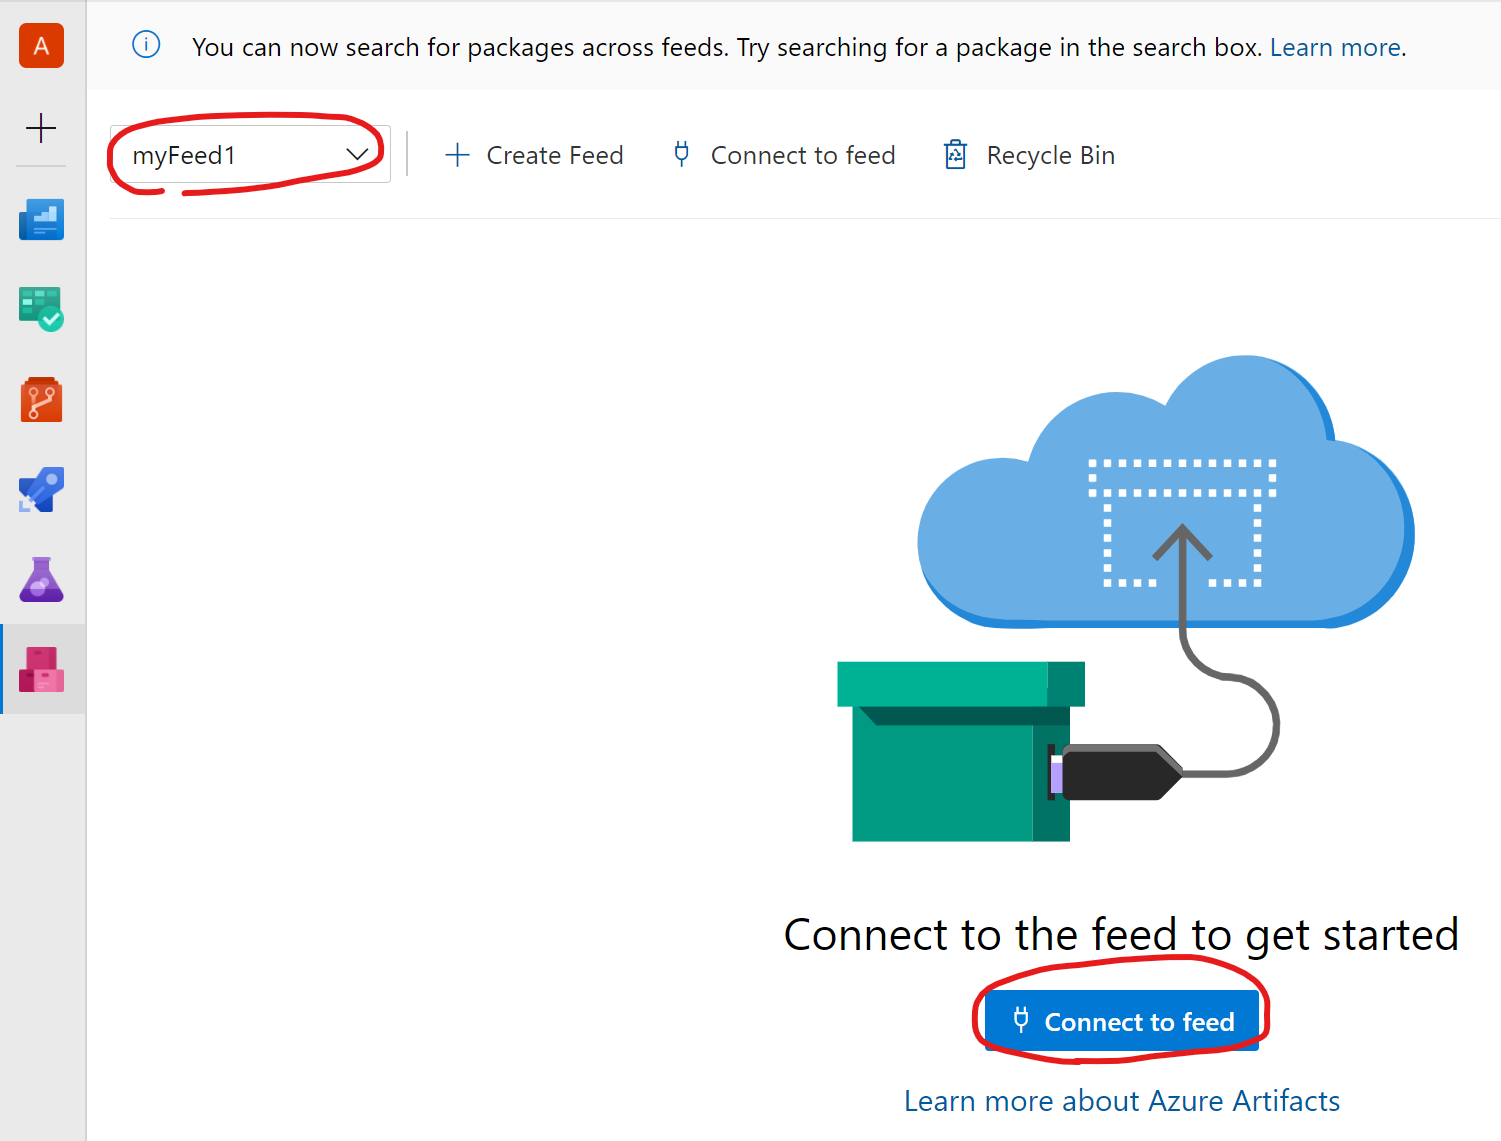 A
You can now search for packages across feeds. Try searching for a package in the search box. Learn more.
myFeed1
Create Feed
Connect to feed
Recycle Bin
Connect to the feed to get started
Connect to feed
Learn more about Azure Artifacts